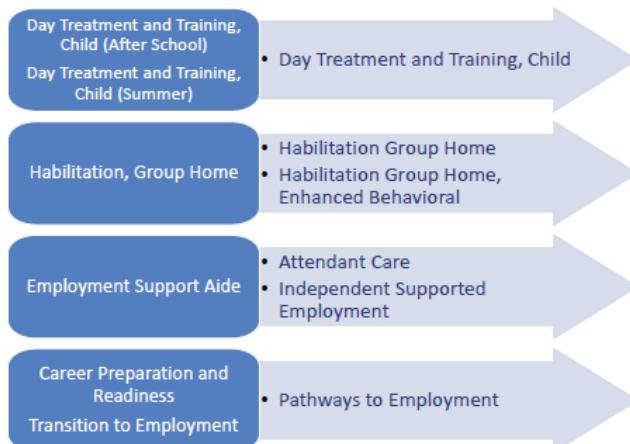 Day Treatment and Training,
Child (After School)
Day Treatment and Training,
Child (Summer)
• Day Treatment and Training, Child
Habilitation, Group Home
• Habilitation Group Home
• Habilitation Group Home,
Enhanced Behavioral
Employment Support Aide
• Attendant Care
• Independent Supported
Employment
Career Preparation and
Readiness
Transition to Employment
• Pathways to Employment